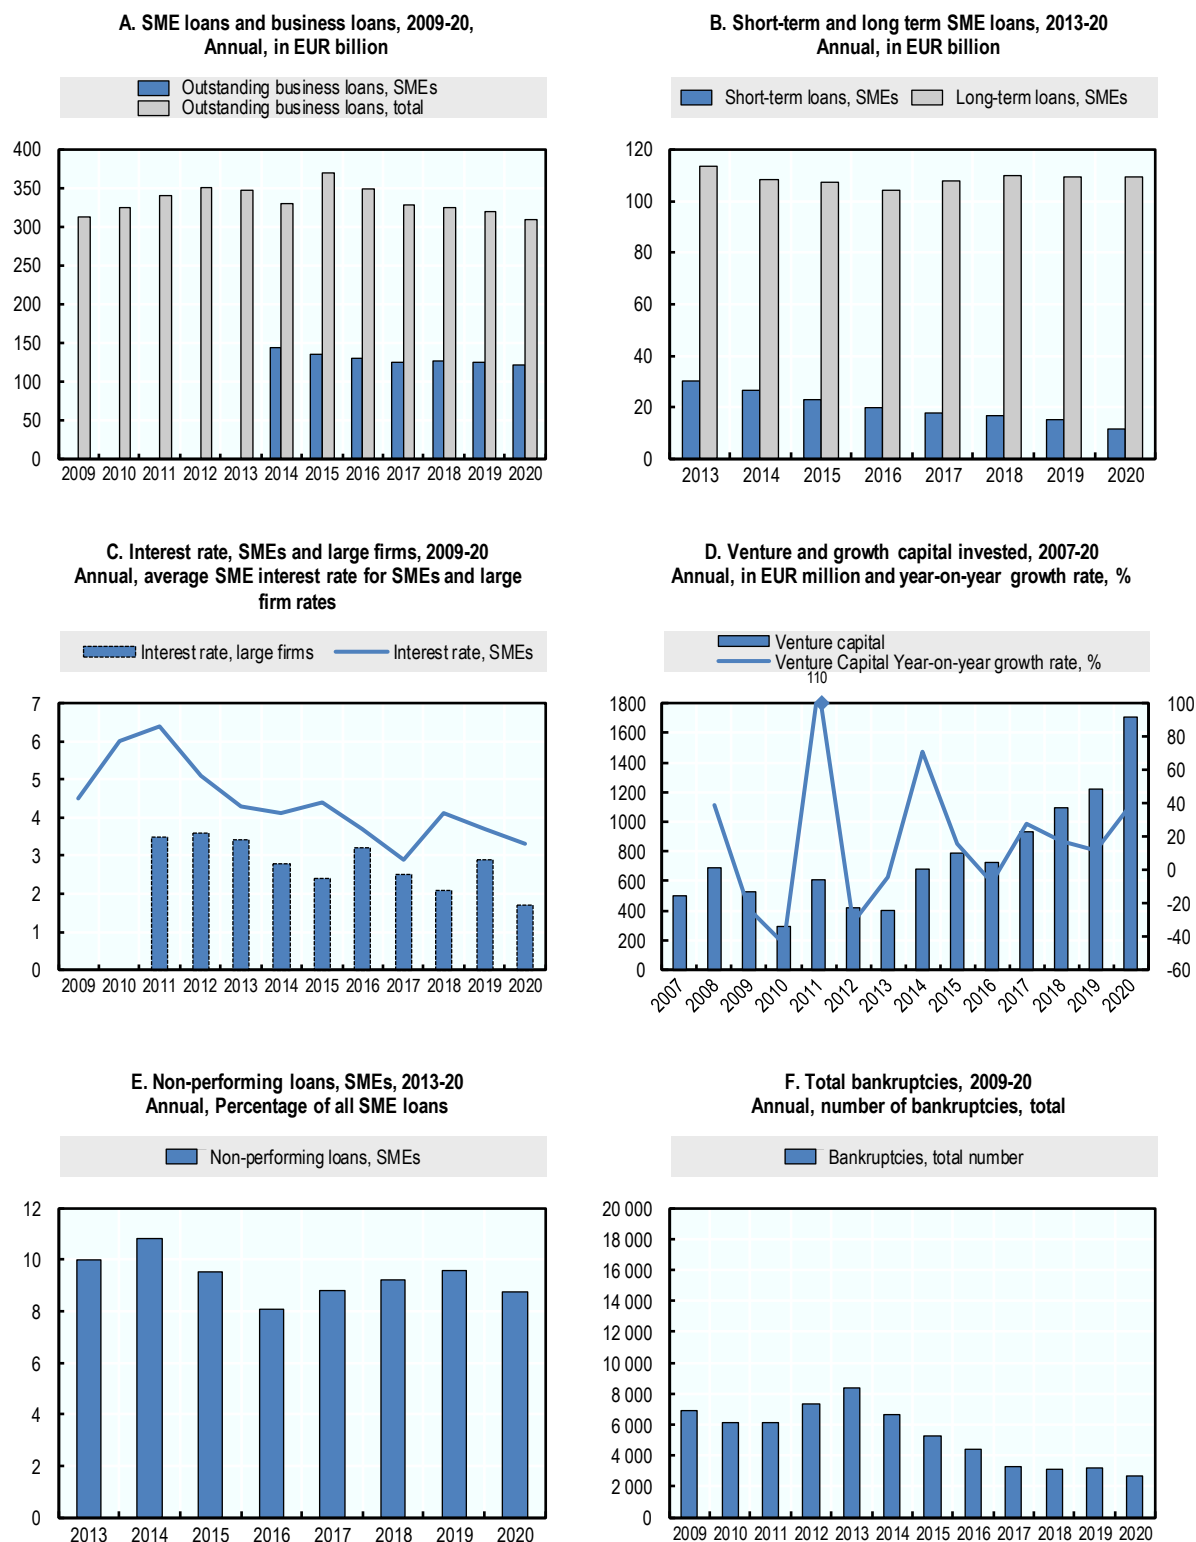 A. SME loans and business loans, 2009-20,
Annual, in EUR billion
Outstanding business loans, SMEs
Outstanding business loans, total
400
350
300
250
200
150
100
50
0
2009 2010 2011 2012 2013 2014 2015 2016 2017 2018 2019 2020
B. Short-term and long term SME loans, 2013-20
Annual, in EUR billion
Short-term loans, SMEs Long-term loans, SMEs
120
100
80
60
40
20
0
2013 2014 2015 2016 2017 2018 2019 2020
C. Interest rate, SMEs and large firms, 2009-20
Annual, average SME interest rate for SMEs and large
firm rates
Interest rate, large firms Interest rate, SMEs
7
6
5
4
3
2
1
0
2009 2010 2011 2012 2013 2014 2015 2016 2017 2018 2019 2020
D. Venture and growth capital invested, 2007-20
Annual, in EUR million and year-on-year growth rate, %
Venture capital
Venture Capital Year-on-year growth rate, %
110
1800
1600
1400
1200
1000
800
600
400
200
0
100
80
60
40
20
0
-20
-40
-60
2007 2008 2009 2010 2011 2012 2013 2014 2015 2016 2017 2018 2019 2020
E. Non-performing loans, SMEs, 2013-20
Annual, Percentage of all SME loans
Non-performing loans, SMEs
12
10
8
6
4
2
0
2013 2014 2015 2016 2017 2018 2019 2020
F. Total bankruptcies, 2009-20
Annual, number of bankruptcies, total
Bankruptcies, total number
20 000
18 000
16 000
14 000
12 000
10 000
8 000
6 000
4 000
2 000
0
2009 2010 2011 2012 2013 2014 2015 2016 2017 2018 2019 2020